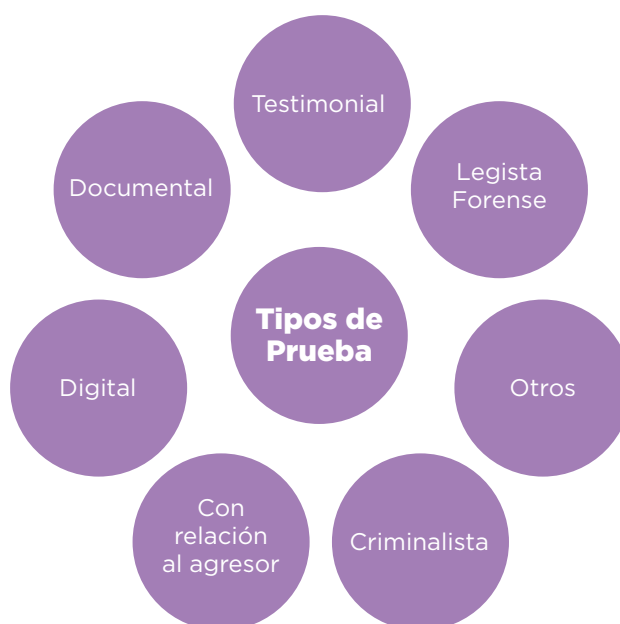 Testimonial
Legista
Forense
Documental
Tipos de
Prueba
Digital
Otros
Con
relación
al agresor
Criminalista